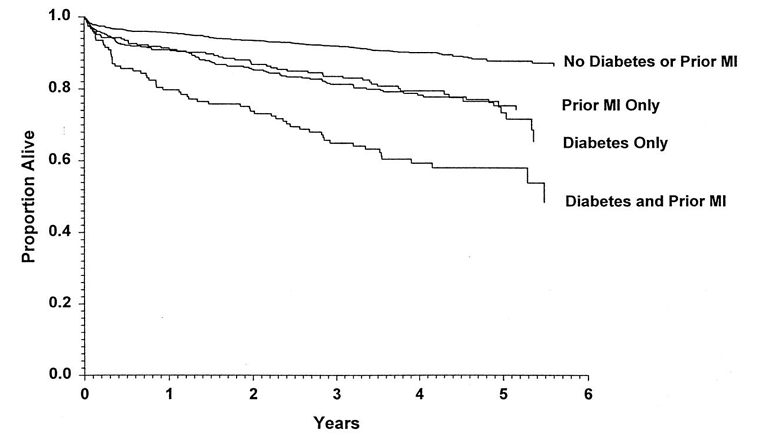 1.0
0.8
0.6
0.4
0.2
0.0
Proportion Alive
0 1 2 3 4 5 6
Years
No Diabetes or Prior MI
Prior MI Only
Diabetes Only
Diabetes and Prior MI